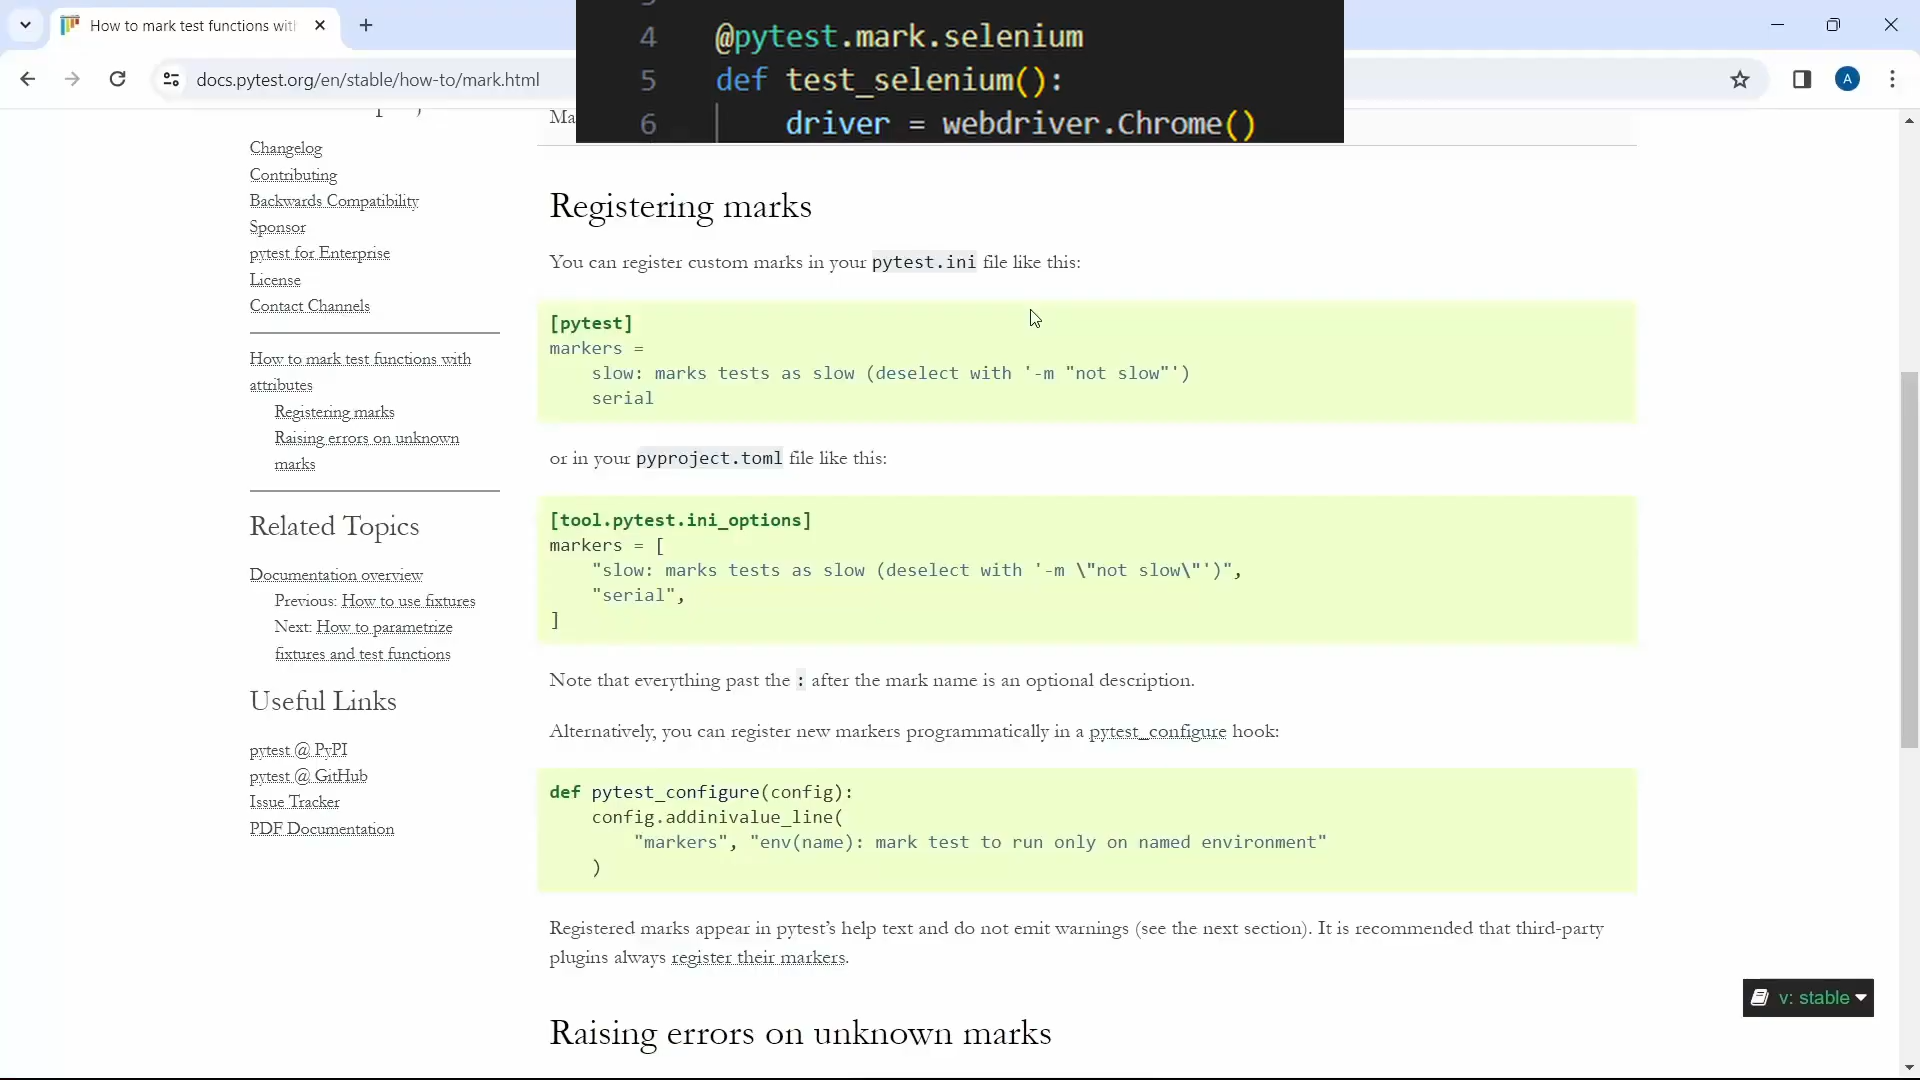 How to mark test functions with
docs.pytest.org/en/stable/how-to/mark.html
A
4 @pytest.mark.selenium
5 def test_selenium():
6 driver = webdriver.Chrome()
Changelog
Contributing
Backwards Compatibility
Sponsor
pytest for Enterprise
License
Contact Channels
How to mark test functions with
attributes
Registering marks
Raising errors on unknown
marks
Related Topics
Documentation overview
Previous: How to use fixtures
Next: How to parametrize
fixtures and test functions
Useful Links
pytest @ PyPI
pytest @ GitHub
Issue Tracker
PDF Documentation
Ma
Registering marks
You can register custom marks in your pytest.ini file like this:
[pytest]
markers =
slow: marks tests as slow (deselect with '-m "not slow"')
serial
or in your pyproject.toml file like this:
[tool.pytest.ini_options]
markers = [
"slow: marks tests as slow (deselect with '-m \"not slow\"')",
"serial",
]
Note that everything past the : after the mark name is an optional description.
Alternatively, you can register new markers programmatically in a pytest_configure hook:
def pytest_configure(config):
config.addinivalue_line(
"markers", "env(name): mark test to run only on named environment"
)
Registered marks appear in pytest’s help text and do not emit warnings (see the next section). It is recommended that third-party
plugins always register their markers.
Raising errors on unknown marks
v: stable